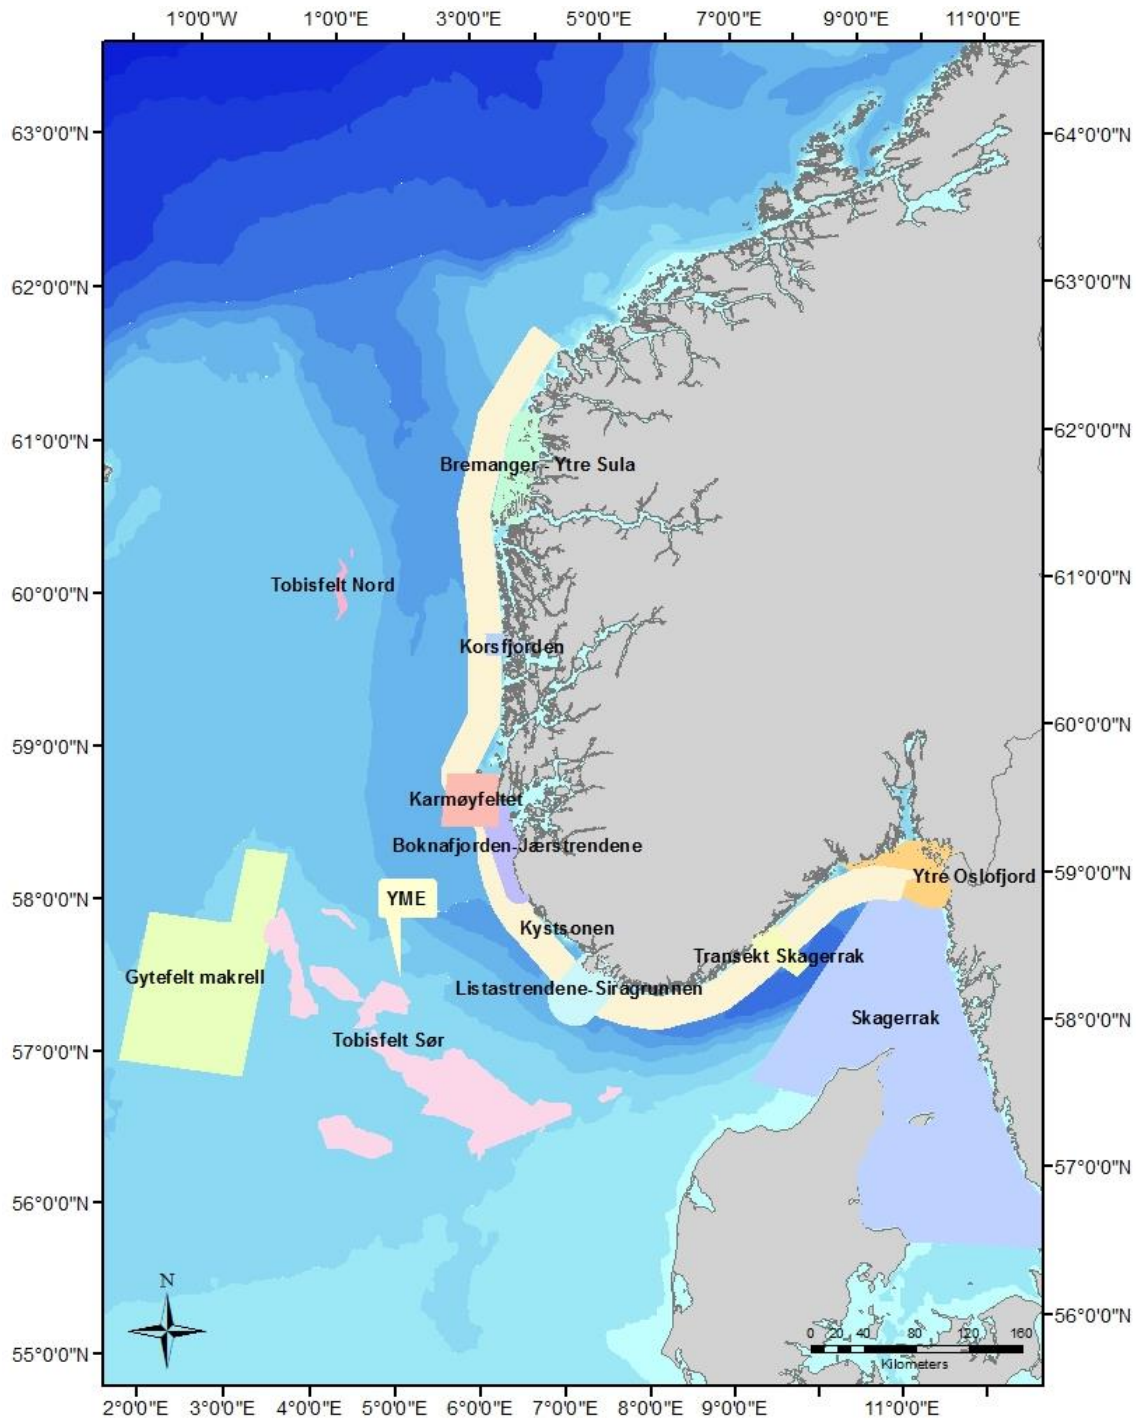 1°0'0"W 1°0'0"E 3°0'0"E 5°0'0"E 7°0'0"E 9°0'0"E 11°0'0"E
63°0'0"N 64°0'0"N
62°0'0"N 63°0'0"N
61°0'0"N 62°0'0"N
Bremanger - Ytre Sula
60°0'0"N Tobisfelt Nord 61°0'0"N
Korsfjorden
59°0'0"N 60°0'0"N
Karmøyfeltet
Boknafjorden-Jærstrendene
58°0'0"N YME Ytre Oslofjord 59°0'0"N
Kystsonen
Transekt Skagerrak
Gytefelt makrell Listastrendene-Siragrunnen
Skagerrak 58°0'0"N
57°0'0"N Tobisfelt Sør
57°0'0"N
56°0'0"N
N
56°0'0"N
0 20 40 80 120 160
55°0'0"N Kilometers
2°0'0"E 3°0'0"E 4°0'0"E 5°0'0"E 6°0'0"E 7°0'0"E 8°0'0"E 9°0'0"E 11°0'0"E